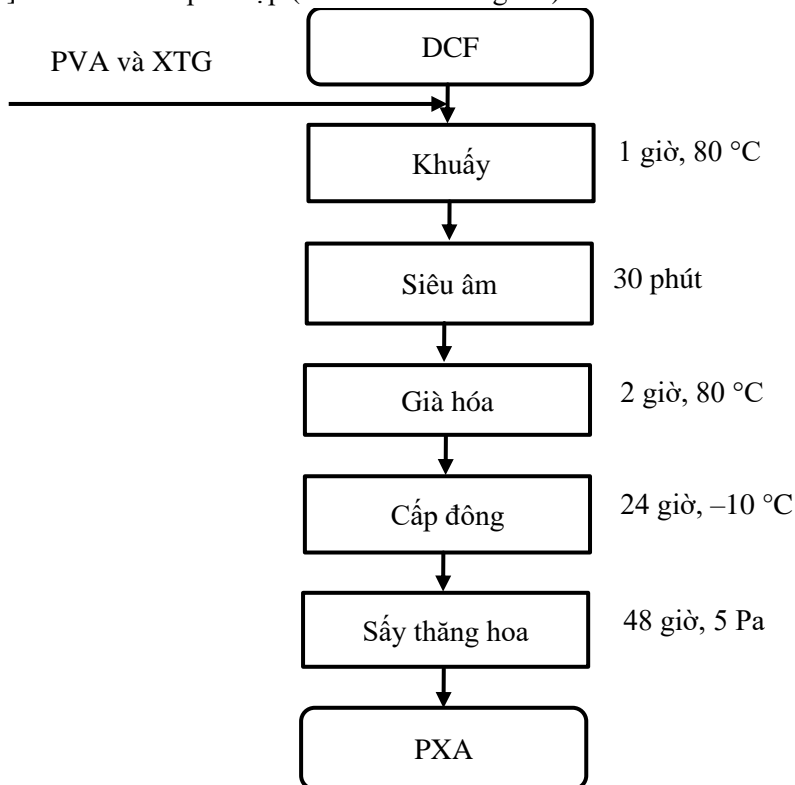 DCF
PVA và XTG
Khuấy
1 giờ, 80 °C
Siêu âm
30 phút
Già hóa
2 giờ, 80 °C
Cấp đông
24 giờ, –10 °C
Sấy thăng hoa
48 giờ, 5 Pa
PXA